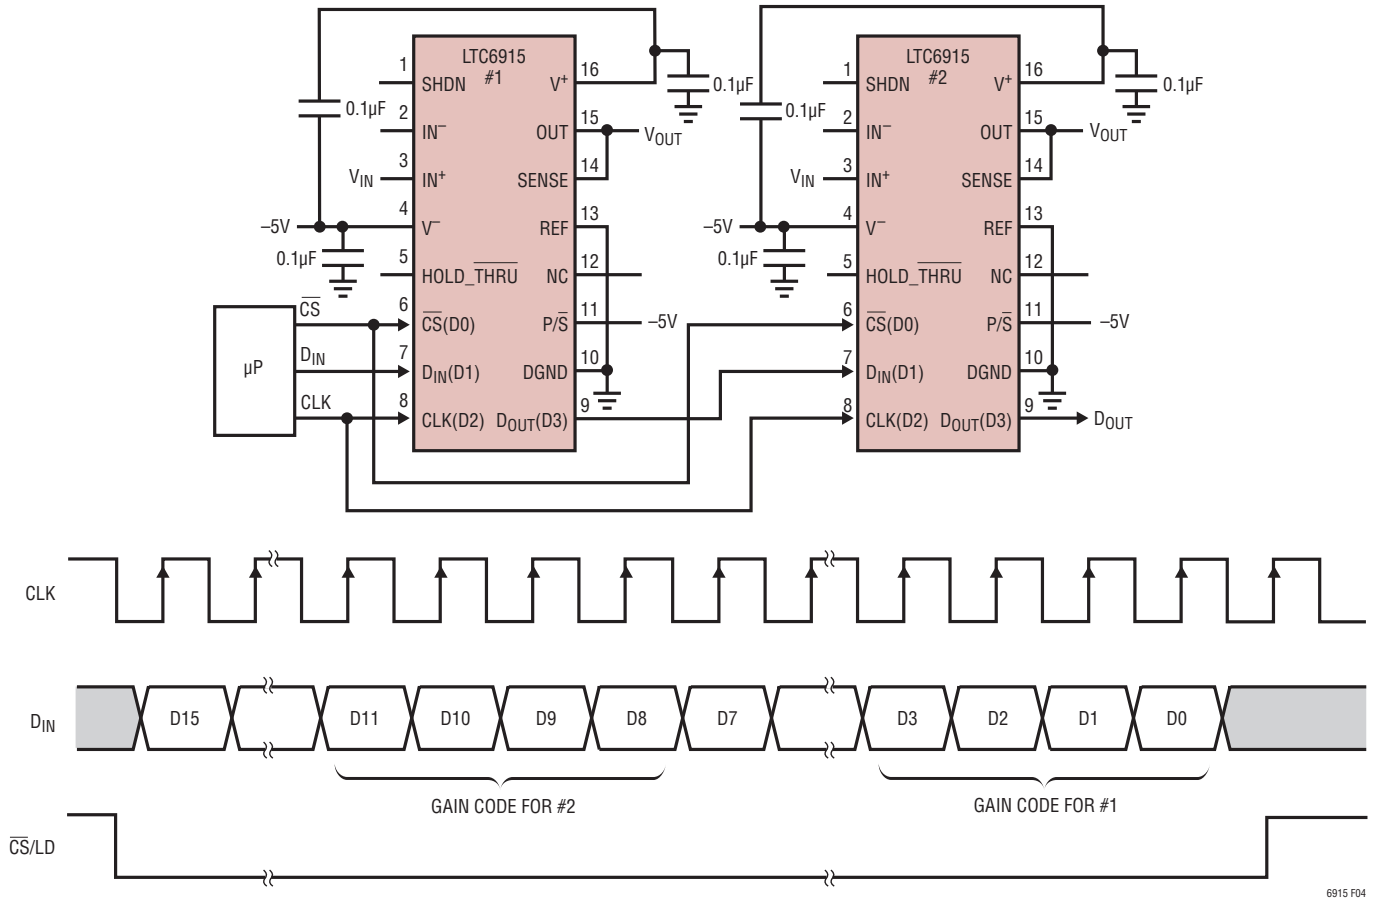 LTC6915
#1
1
SHDN
V+
16
0.1µF
0.1µF
2
IN–
OUT
15
VOUT
VIN
3
IN+
SENSE
14
–5V
4
V–
REF
13
0.1µF
5
HOLD_THRU
NC
12
µP
CS
6
CS(D0)
P/S
11
–5V
DIN
7
DIN(D1)
DGND
10
CLK
8
CLK(D2)
DOUT(D3)
9
LTC6915
#2
1
SHDN
V+
16
0.1µF
0.1µF
2
IN–
OUT
15
VOUT
VIN
3
IN+
SENSE
14
–5V
4
V–
REF
13
0.1µF
5
HOLD_THRU
NC
12
6
CS(D0)
P/S
11
–5V
7
DIN(D1)
DGND
10
8
CLK(D2)
DOUT(D3)
9
DOUT
CLK
DIN
D15
D11
D10
D9
D8
D7
D3
D2
D1
D0
GAIN CODE FOR #2
GAIN CODE FOR #1
CS/LD
6915 F04